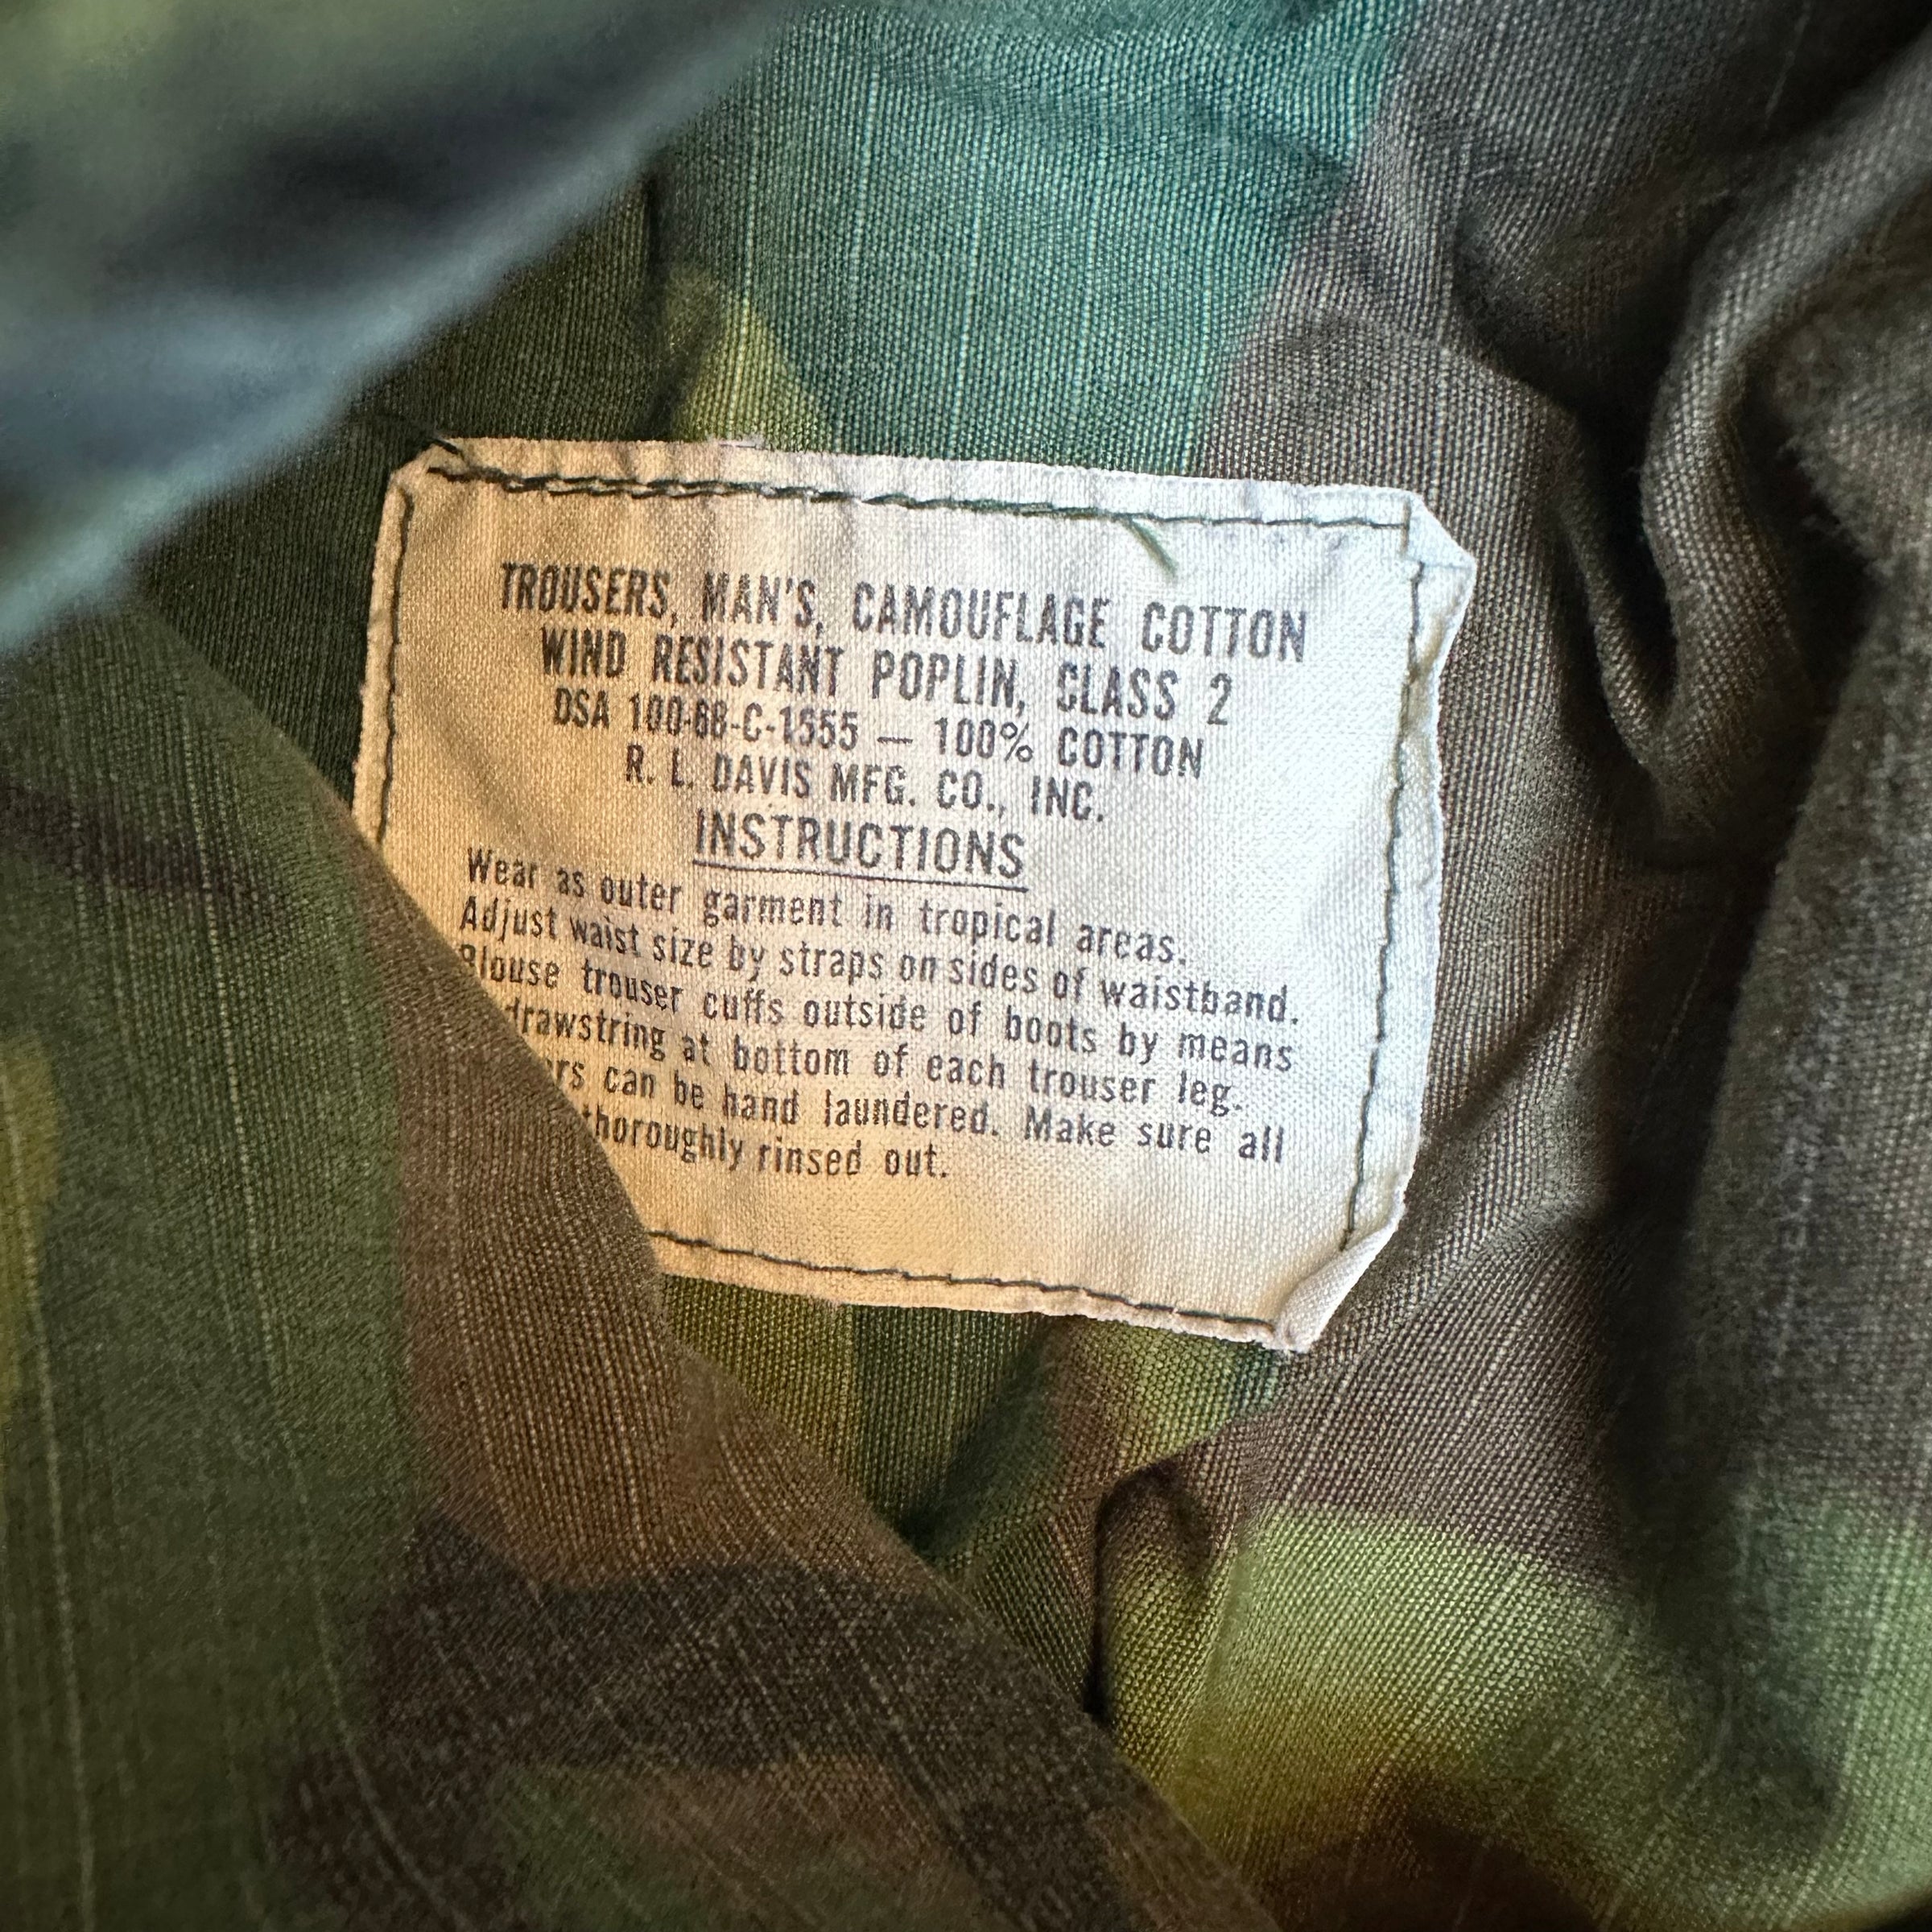 TROUSERS, MAN'S, CAMOUFLAGE COTTON
WIND RESISTANT POPLIN, CLASS 2
DSA 100-68-C-1555 — 100% COTTON
R. L. DAVIS MFG. CO., INC.
INSTRUCTIONS
Wear as outer garment in tropical areas.
Adjust waist size by straps on sides of waistband.
Blouse trouser cuffs outside of boots by means
drawstring at bottom of each trouser leg.
can be hand laundered. Make sure all
thoroughly rinsed out.